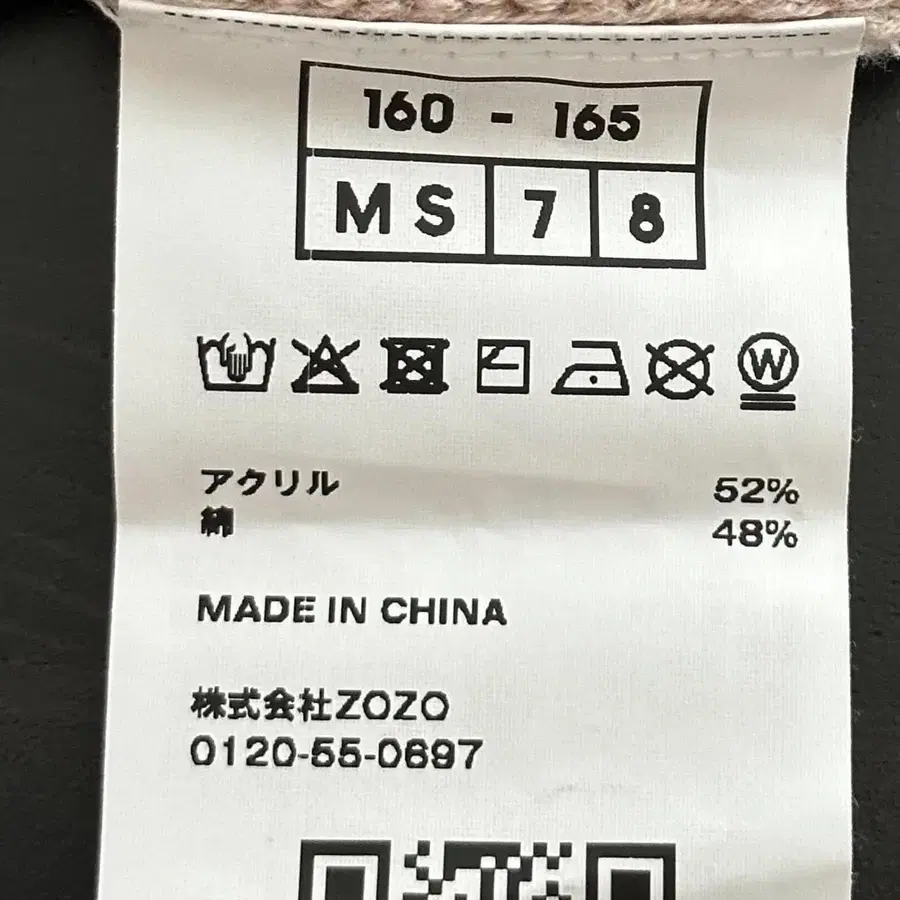 160 - 165
MS 7 8
W
アクリル 52%
綿 48%
MADE IN CHINA
株式会社ZOZO
0120-55-0697